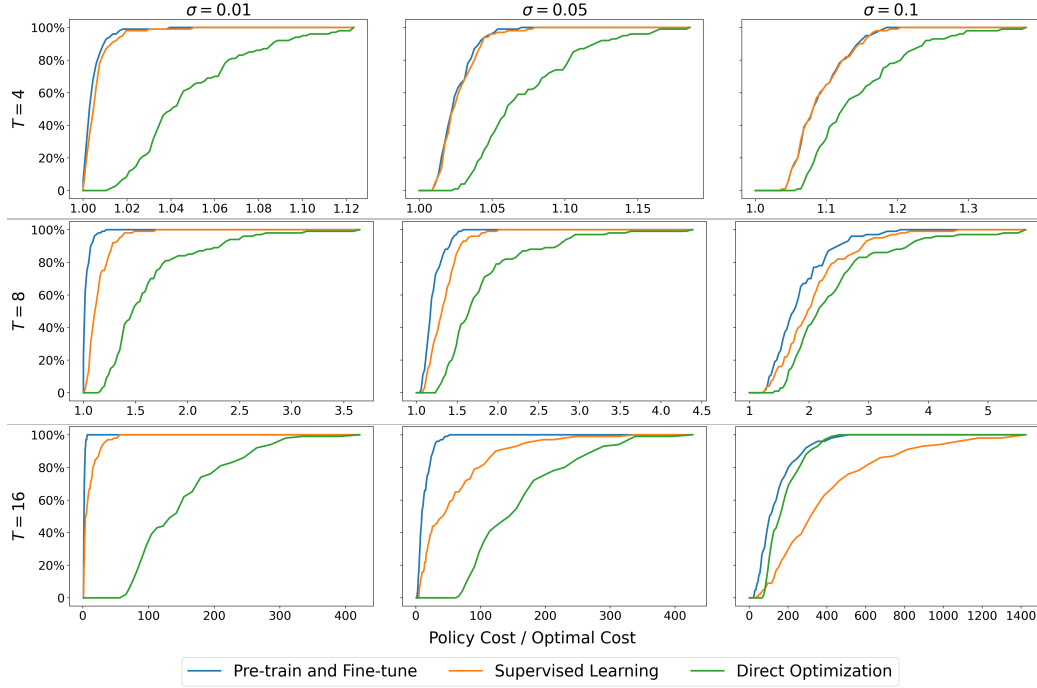 σ = 0.01 σ = 0.05 σ = 0.1
T = 4
100%
80%
60%
40%
20%
0
1.00 1.02 1.04 1.06 1.08 1.10 1.12
1.00 1.05 1.10 1.15
1.0 1.1 1.2 1.3
T = 8
100%
80%
60%
40%
20%
0
1.0 1.5 2.0 2.5 3.0 3.5
1.0 1.5 2.0 2.5 3.0 3.5 4.0 4.5
1 2 3 4 5
T = 16
100%
80%
60%
40%
20%
0
0 100 200 300 400
0 100 200 300 400
0 200 400 600 800 1000 1200 1400
Policy Cost / Optimal Cost
Pre-train and Fine-tune Supervised Learning Direct Optimization